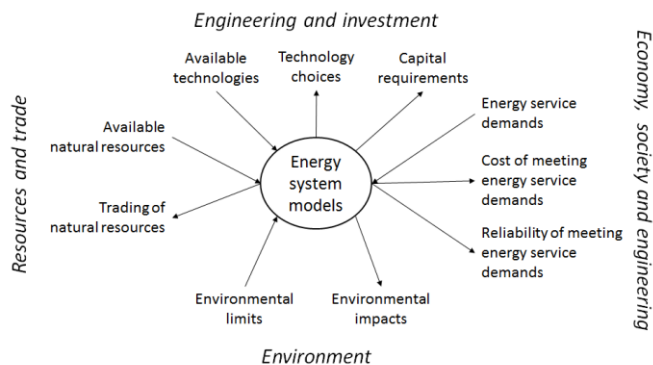 Engineering and investment
Available
technologies
Technology
choices
Capital
requirements
Resources and trade
Available
natural resources
Trading of
natural resources
Energy
system
models
Energy service
demands
Cost of meeting
energy service
demands
Reliability of meeting
energy service
demands
Economy, society and engineering
Environmental
limits
Environmental
impacts
Environment